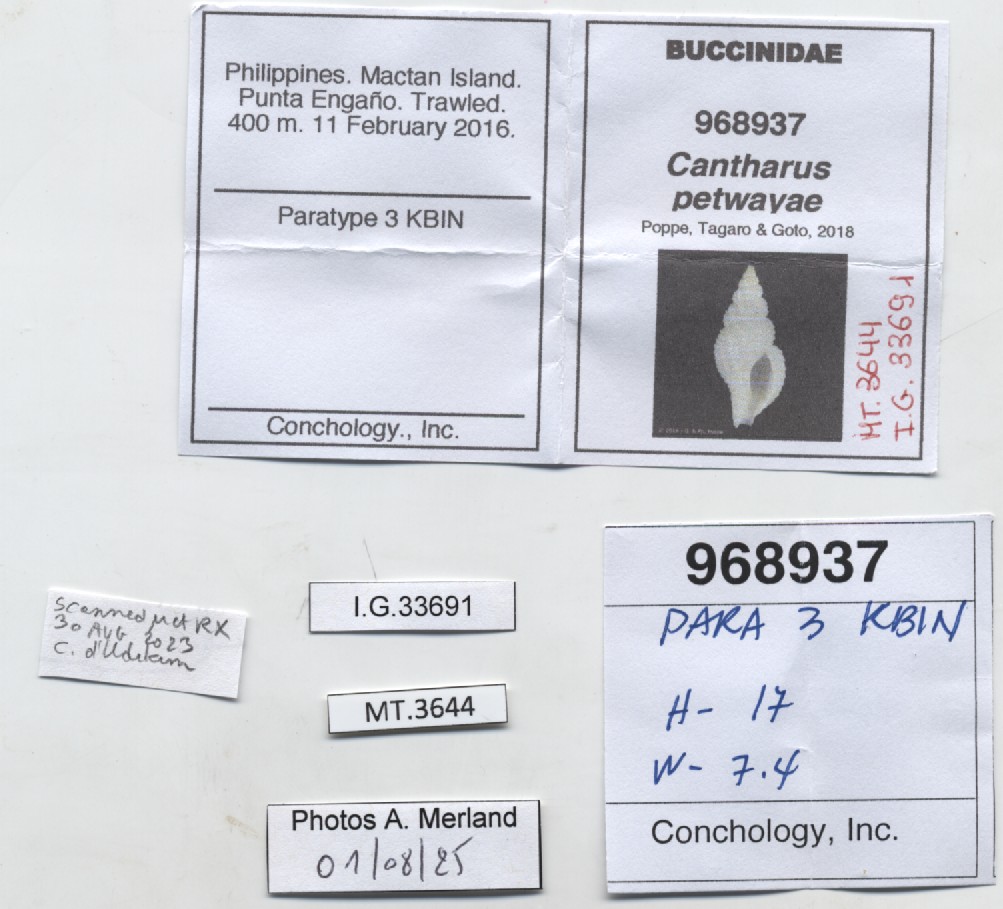 Philippines. Mactan Island.
Punta Engaño. Trawled.
400 m. 11 February 2016.
Paratype 3 KBIN
Conchology., Inc.
BUCCINIDAE
968937
Cantharus
petwayae
Poppe, Tagaro & Goto, 2018
MT. 3644
I.G. 33691
scanned µct RX
30 AUG 2023
C. d'Udekem
I.G.33691
MT.3644
Photos A. Merland
01/08/25
968937
PARA 3 KBIN
H- 17
W- 7.4
Conchology, Inc.